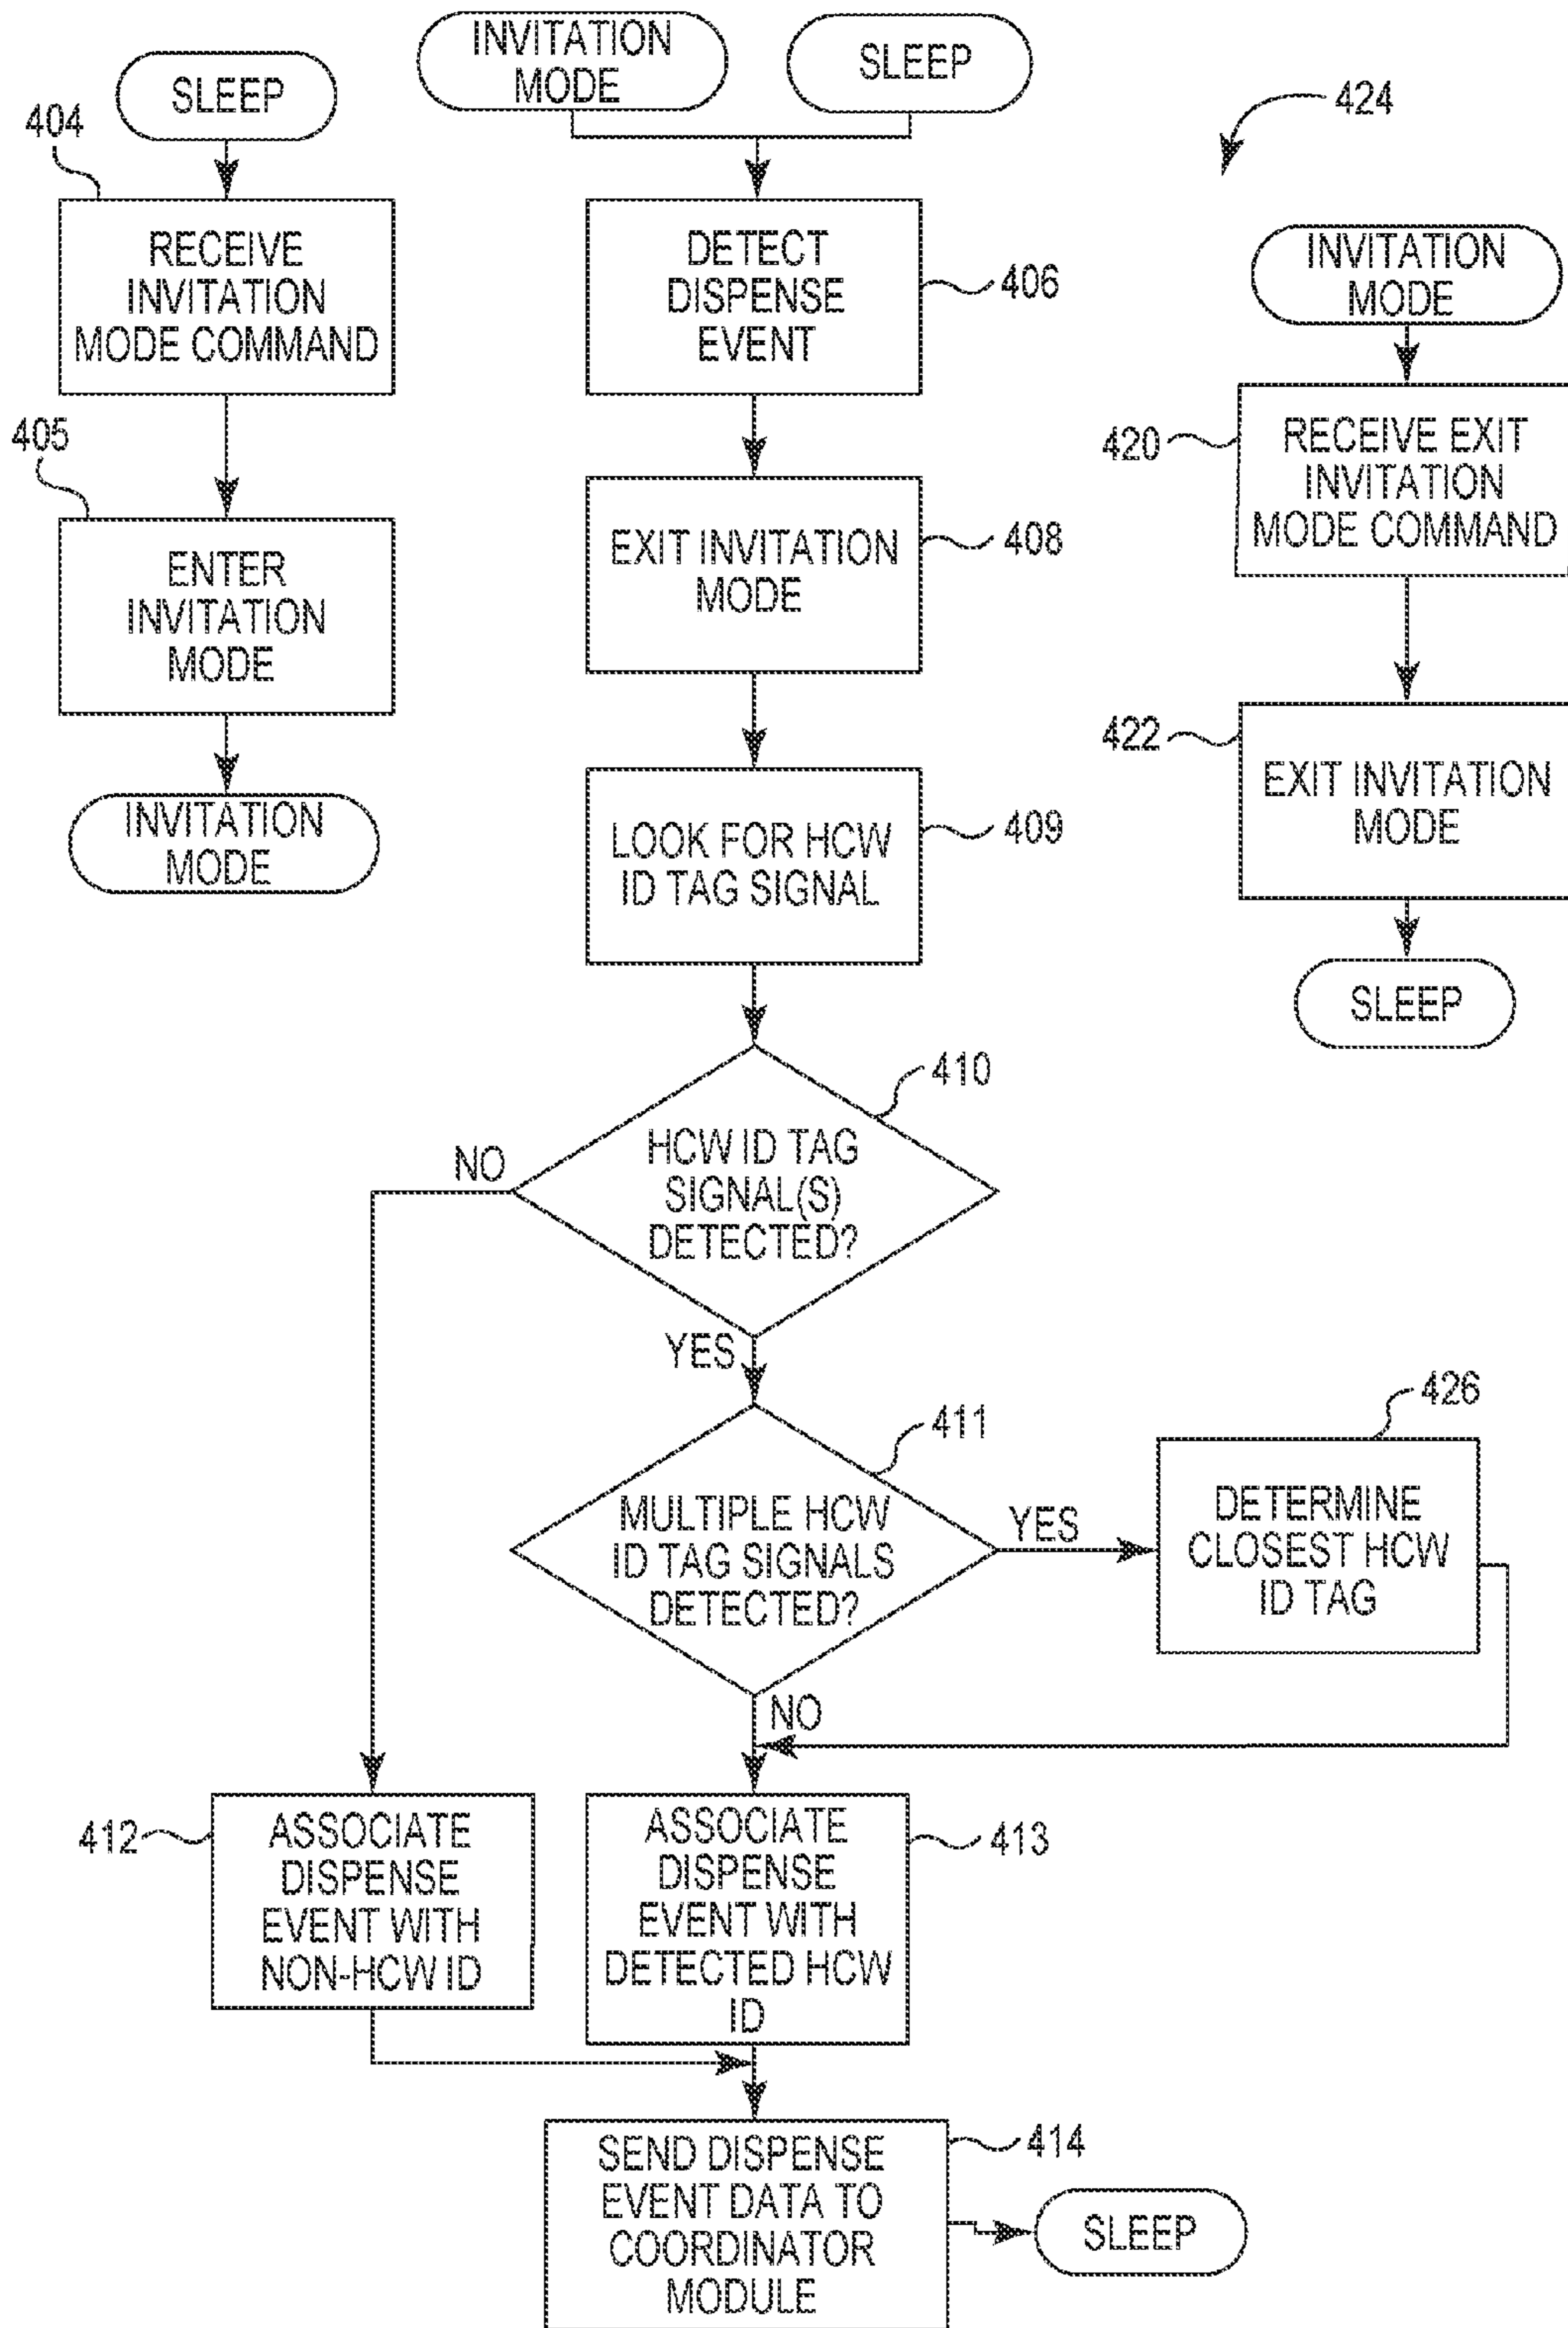 SLEEP
404
RECEIVE
INVITATION
MODE COMMAND
405
ENTER
INVITATION
MODE
INVITATION
MODE
INVITATION
MODE
SLEEP
DETECT
DISPENSE
EVENT
406
EXIT INVITATION
MODE
408
LOOK FOR HCW
ID TAG SIGNAL
409
424
INVITATION
MODE
420
RECEIVE EXIT
INVITATION
MODE COMMAND
422
EXIT INVITATION
MODE
SLEEP
410
HCW ID TAG
SIGNAL(S)
DETECTED?
NO
YES
411
MULTIPLE HCW
ID TAG SIGNALS
DETECTED?
YES
426
DETERMINE
CLOSEST HCW
ID TAG
NO
412
ASSOCIATE
DISPENSE
EVENT WITH
NON-HCW ID
ASSOCIATE
DISPENSE
EVENT WITH
DETECTED HCW
ID
413
SEND DISPENSE
EVENT DATA TO
COORDINATOR
MODULE
414
SLEEP